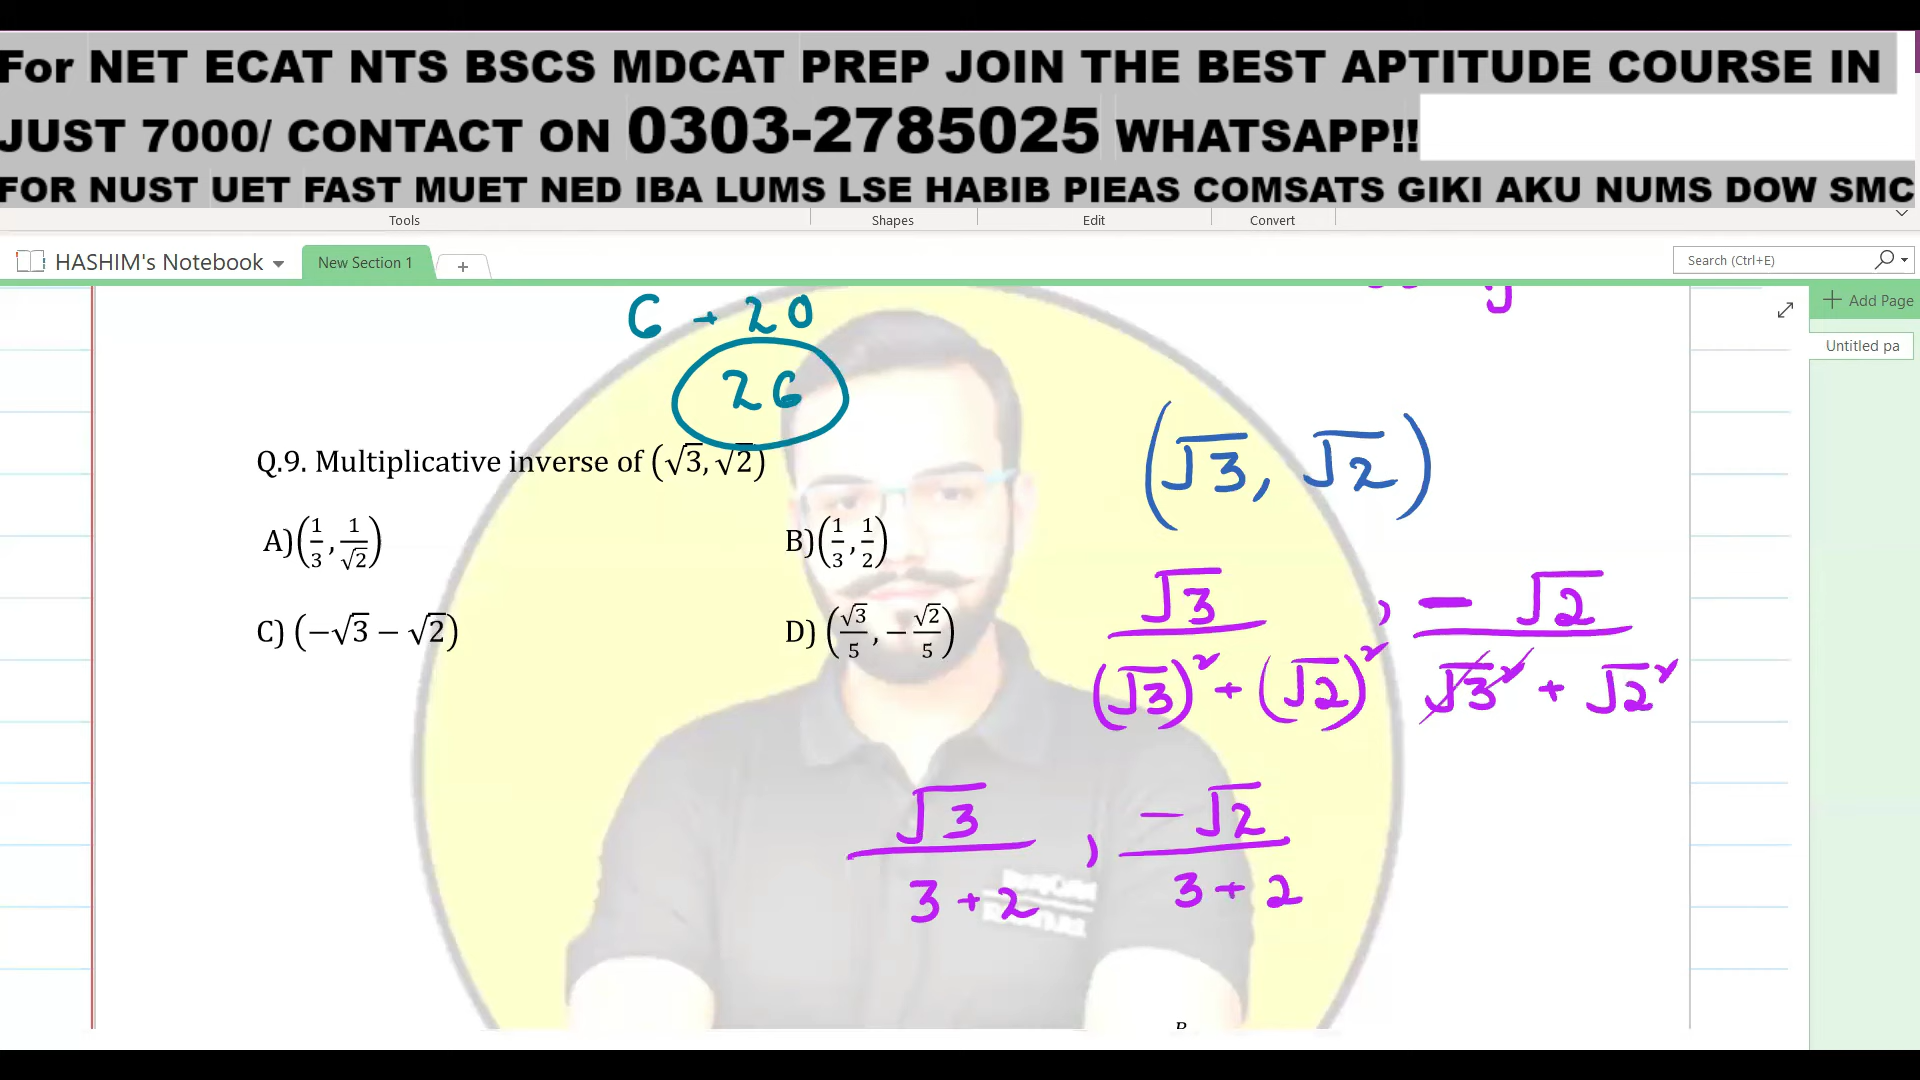 For NET ECAT NTS BSCS MDCAT PREP JOIN THE BEST APTITUDE COURSE IN
JUST 7000/ CONTACT ON 0303-2785025 WHATSAPP!!
FOR NUST UET FAST MUET NED IBA LUMS LSE HABIB PIEAS COMSATS GIKI AKU NUMS DOW SMC
Tools Shapes Edit Convert
HASHIM's Notebook New Section 1 + Search (Ctrl+E)
+ Add Page
Untitled pa
6 + 20
26
Q.9. Multiplicative inverse of (√3, √2)
(√3, √2)
A)(1/3, 1/√2) B)(1/3, 1/2)
C) (−√3 − √2) D) (√3/5, −√2/5)
√3/((√3)²+(√2)²) , − √2/(√3²+√2²)
√3/(3+2) , −√2/(3+2)